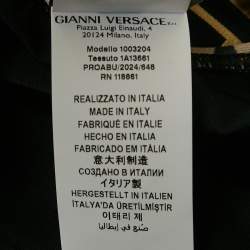 GIANNI VERSACE S.r.l.
Piazza Luigi Einaudi, 4
20124 Milano, Italy
Modello 1003204
Tessuto 1A13661
PROABU/2024/646
RN 118661
REALIZZATO IN ITALIA
MADE IN ITALY
FABRIQUÉ EN ITALIE
HECHO EN ITALIA
FABRICADO EM ITÁLIA
意大利制造
СОЗДАНО В ИТАЛИИ
イタリア製
HERGESTELLT IN ITALIEN
İTALYA'DA ÜRETİLMİŞTİR
이태리 제
صنع في إيطاليا